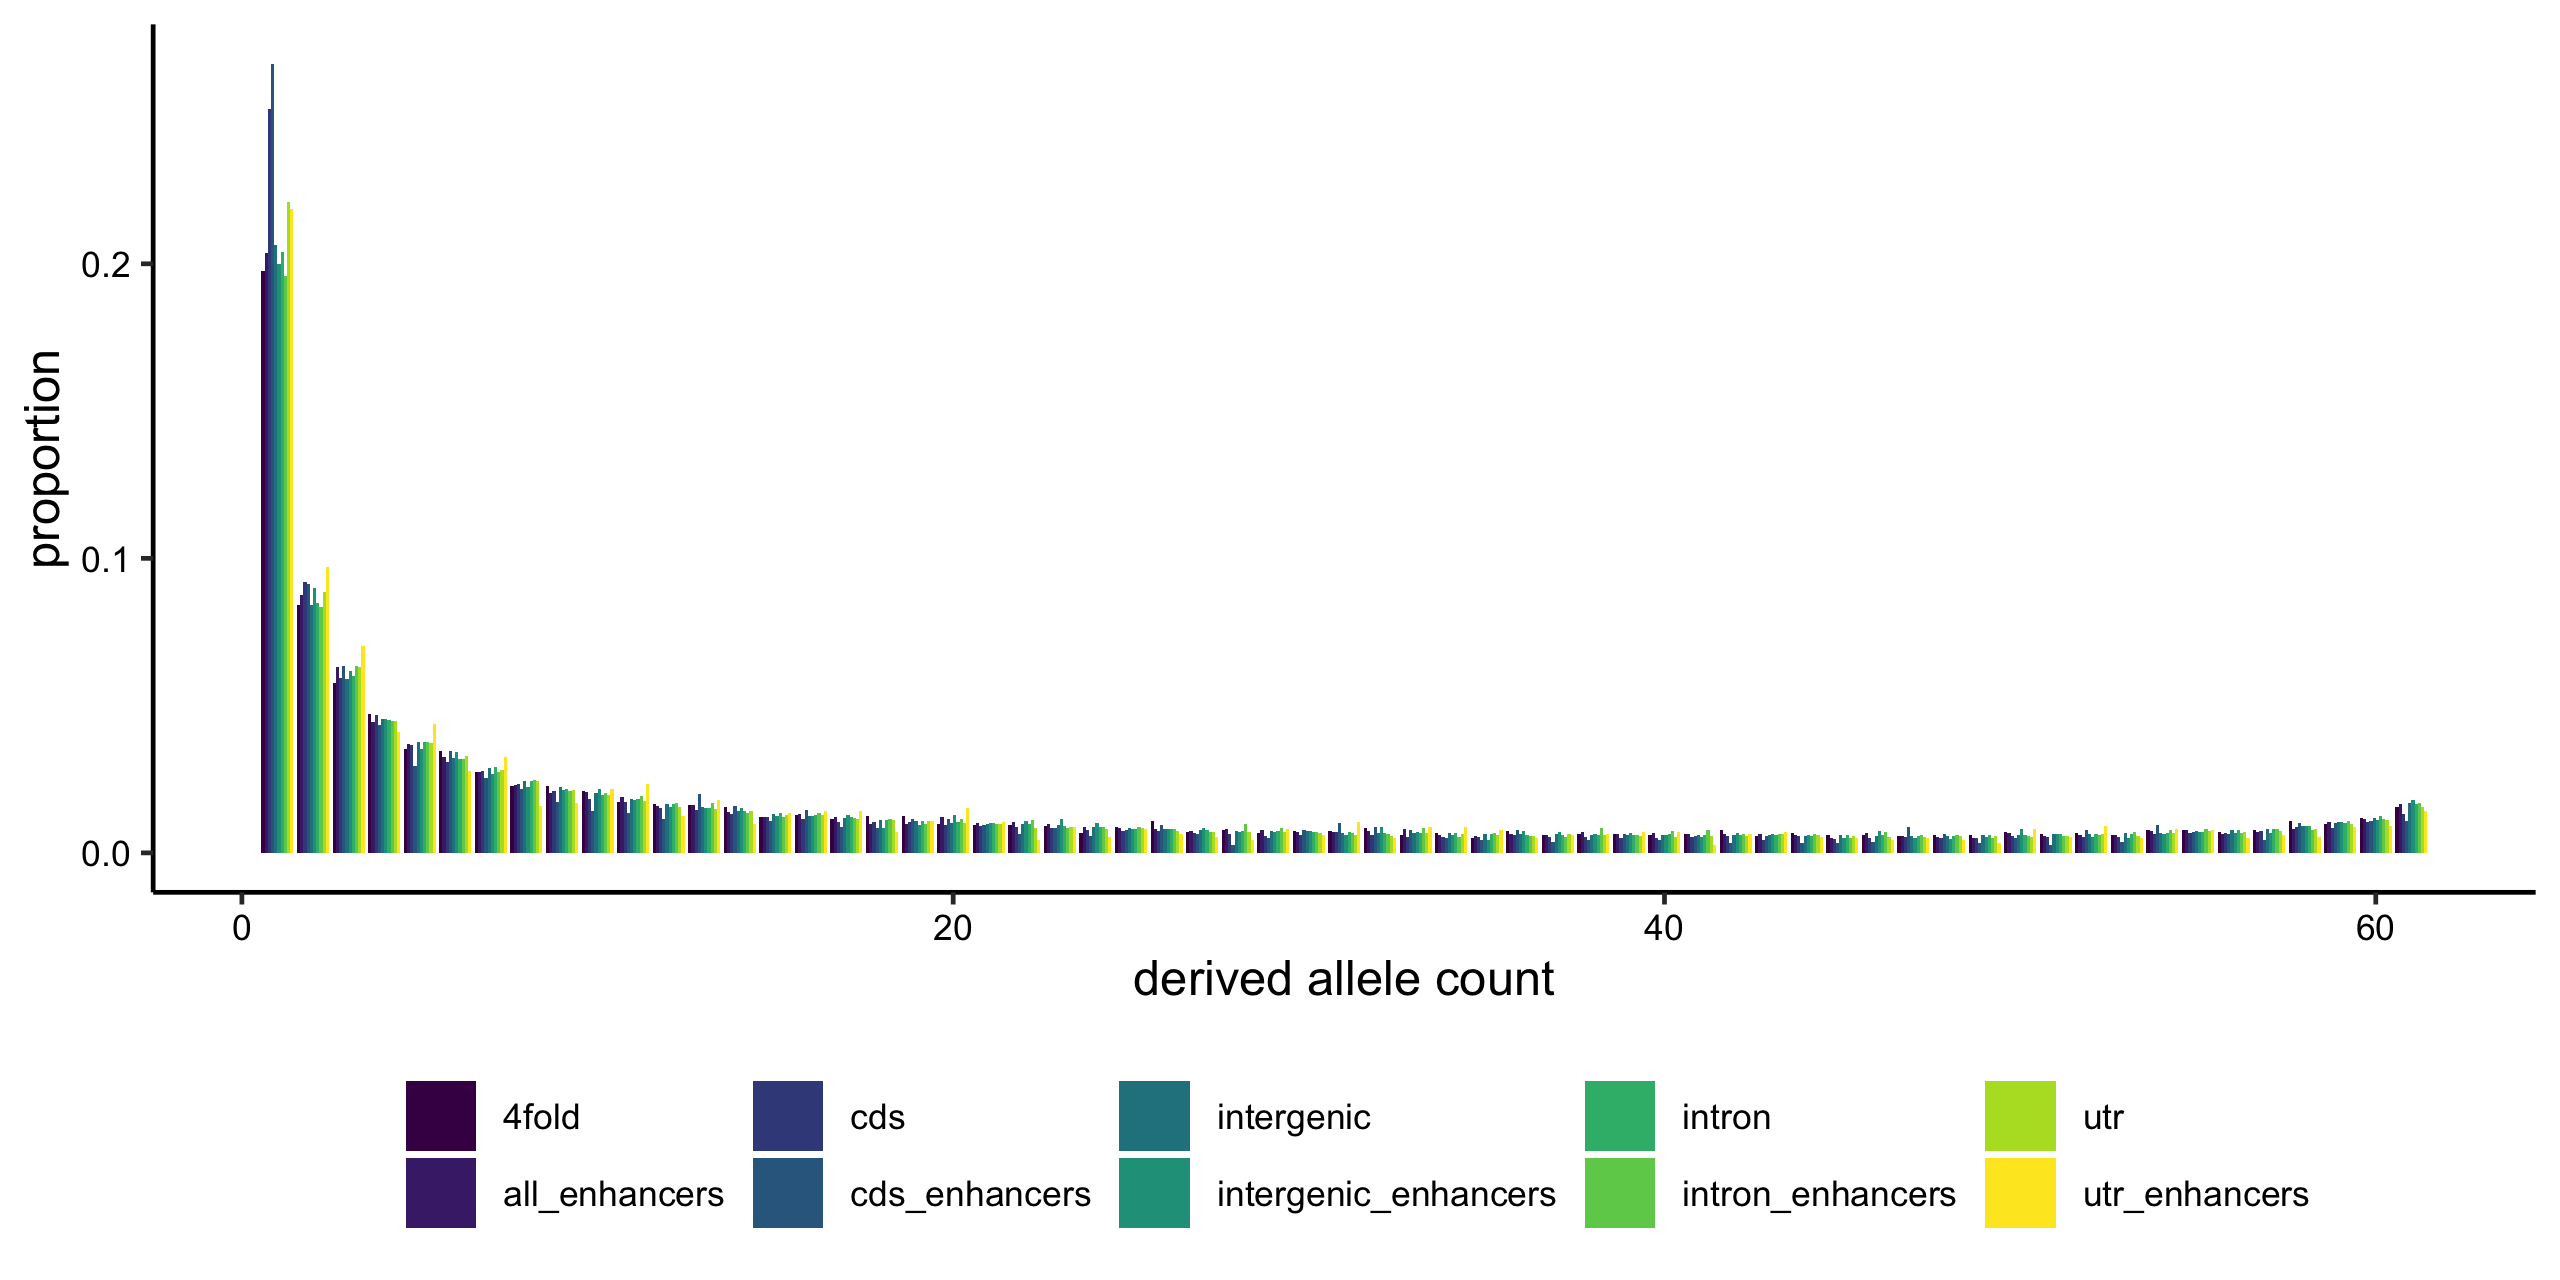 proportion
0.2
0.1
0.0
0 20 40 60
derived allele count
4fold cds intergenic intron utr
all_enhancers cds_enhancers intergenic_enhancers intron_enhancers utr_enhancers